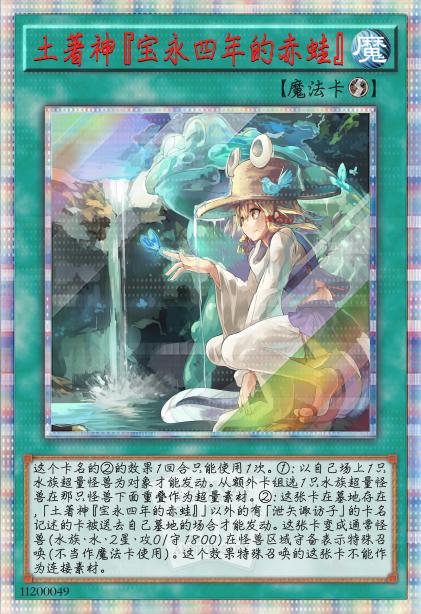 土著神『宝永四年的赤蛙』
魔
【魔法卡】
这个卡名的②的效果1回合只能使用1次。①:以自己场上1只
水族超量怪兽为对象才能发动。从额外卡组选1只水族超量怪
兽在那只怪兽下面重叠作为超量素材。②:这张卡在墓地存在
,「土著神『宝永四年的赤蛙』」以外的有「泄矢诹访子」的卡名
记述的卡被送去自己墓地的场合才能发动。这张卡变成通常怪
兽(水族·水·2星·攻0/守1800)在怪兽区域守备表示特殊召
唤(不当作魔法卡使用)。这个效果特殊召唤的这张卡不能作
为连接素材。
11200049